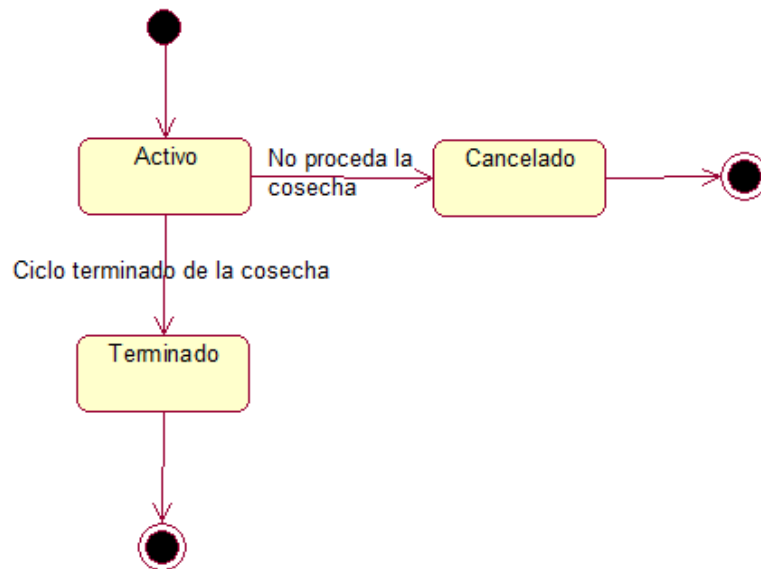 Activo
No proceda la
cosecha
Cancelado
Ciclo terminado de la cosecha
Terminado